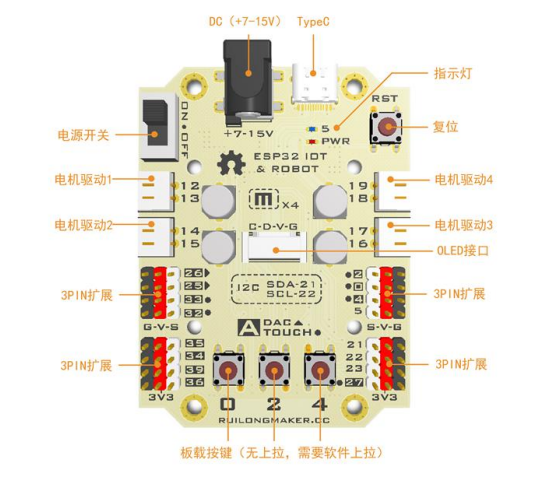 DC（+7-15V） TypeC
指示灯
RST
ON•OFF
+7-15V
5
PWR
电源开关
复位
ESP32 IOT
& ROBOT
电机驱动1
12
13
M X4
19
18
电机驱动4
C-D-V-G
电机驱动2
14
15
17
16
电机驱动3
OLED接口
I2C SDA-21
SCL-22
3PIN扩展
26
25
33
32
G-V-S
2
0
4
5
S-V-G
3PIN扩展
A DAC
TOUCH
3PIN扩展
35
34
39
36
3V3
21
22
23
27
3V3
3PIN扩展
0 2 4
RUILONGMAKER.CC
板载按键（无上拉，需要软件上拉）